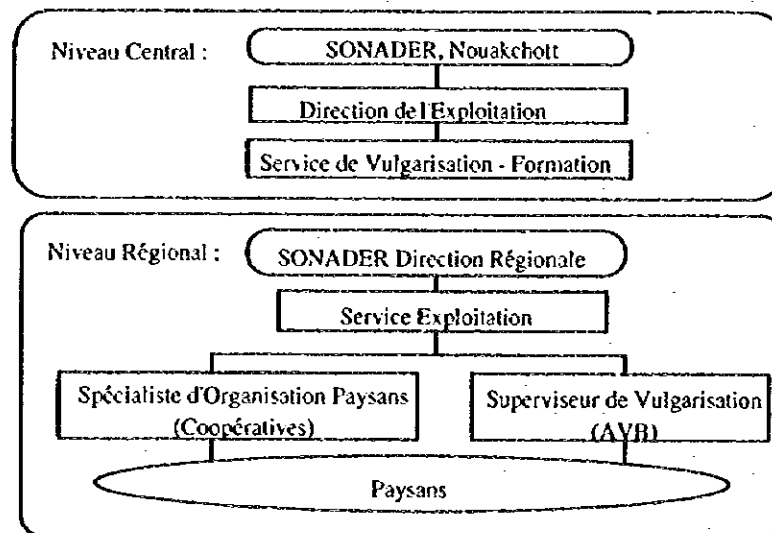 Niveau Central :
SONADER, Nouakchott
Direction de l'Exploitation
Service de Vulgarisation - Formation
Niveau Régional :
SONADER Direction Régionale
Service Exploitation
Spécialiste d'Organisation Paysans
(Coopératives)
Superviseur de Vulgarisation
(AVB)
Paysans